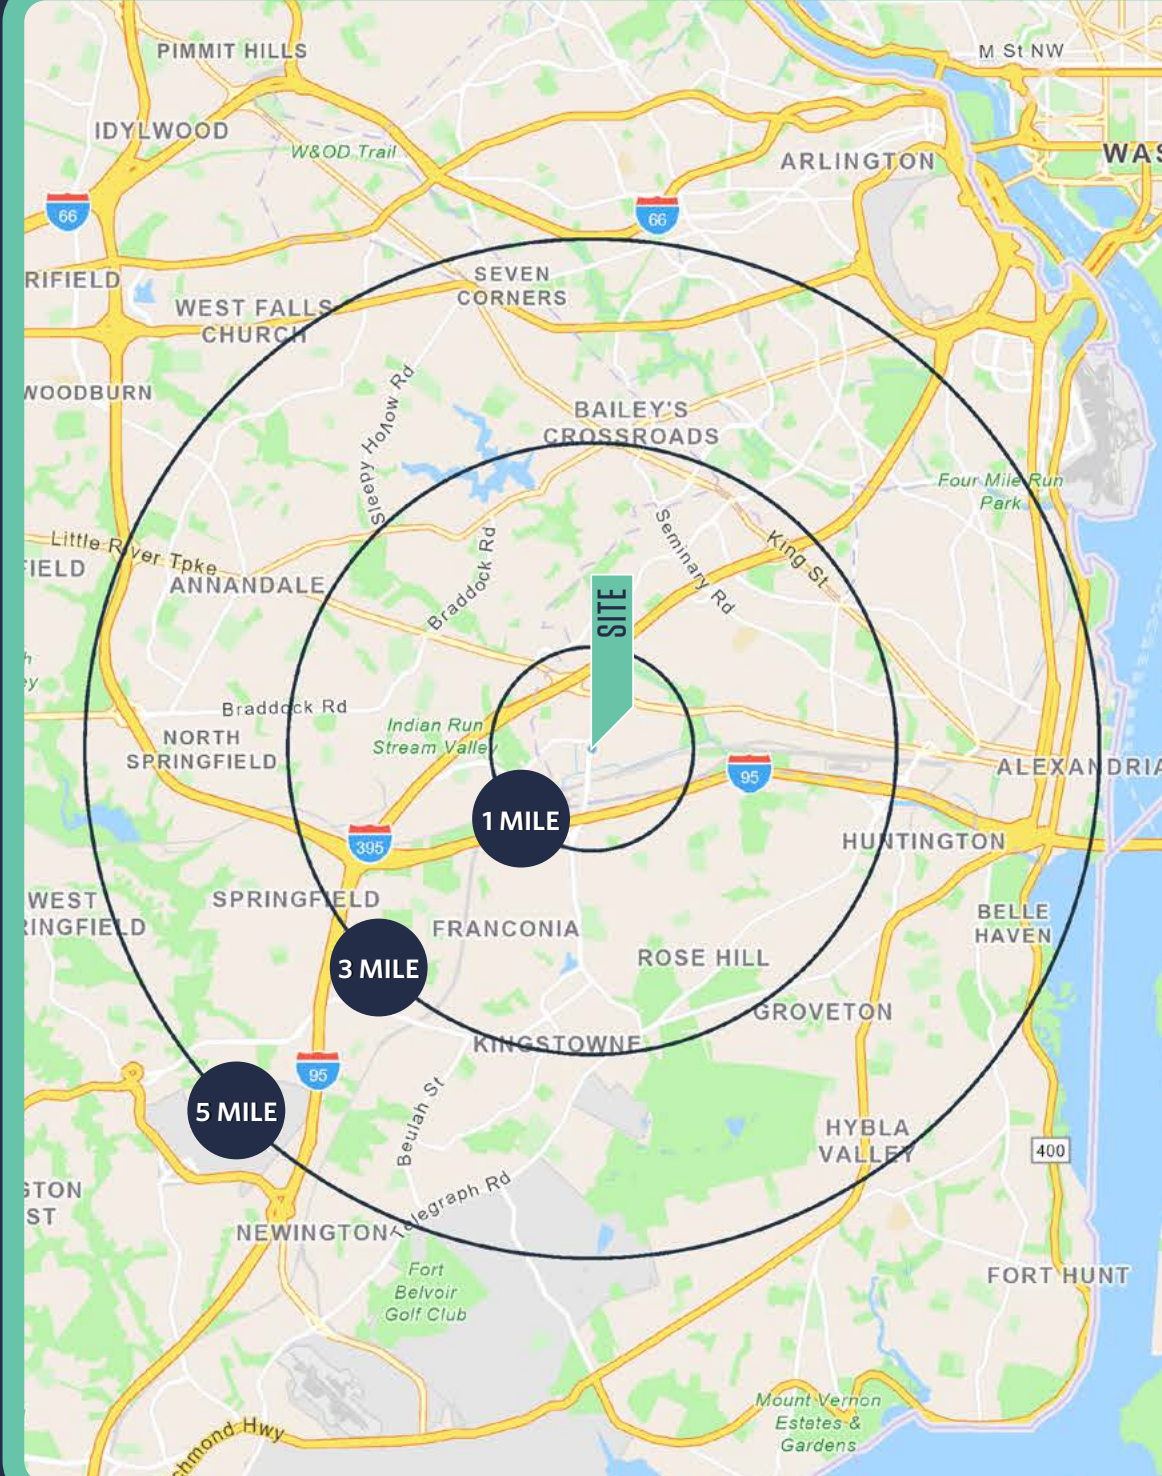 PIMMIT HILLS
M St NW
IDYLWOOD
W&OD Trail
ARLINGTON
WAS
66
66
RIFIELD
SEVEN
CORNERS
WEST FALLS
CHURCH
WOODBURN
Sleepy Hollow Rd
BAILEY'S
CROSSROADS
Four Mile Run
Park
Little River Tpke
FIELD
ANNANDALE
Braddock Rd
Seminary Rd
King St
SITE
h
ey
Braddock Rd
Indian Run
Stream Valley
NORTH
SPRINGFIELD
95
ALEXANDRIA
1 MILE
395
HUNTINGTON
WEST
RINGFIELD
SPRINGFIELD
FRANCONIA
BELLE
HAVEN
3 MILE
ROSE HILL
GROVETON
KINGSTOWNE
95
5 MILE
Beulah St
HYBLA
VALLEY
400
GTON
ST
Telegraph Rd
NEWINGTON
Fort
Belvoir
Golf Club
FORT HUNT
Mount Vernon
Estates &
Gardens
chmond Hwy